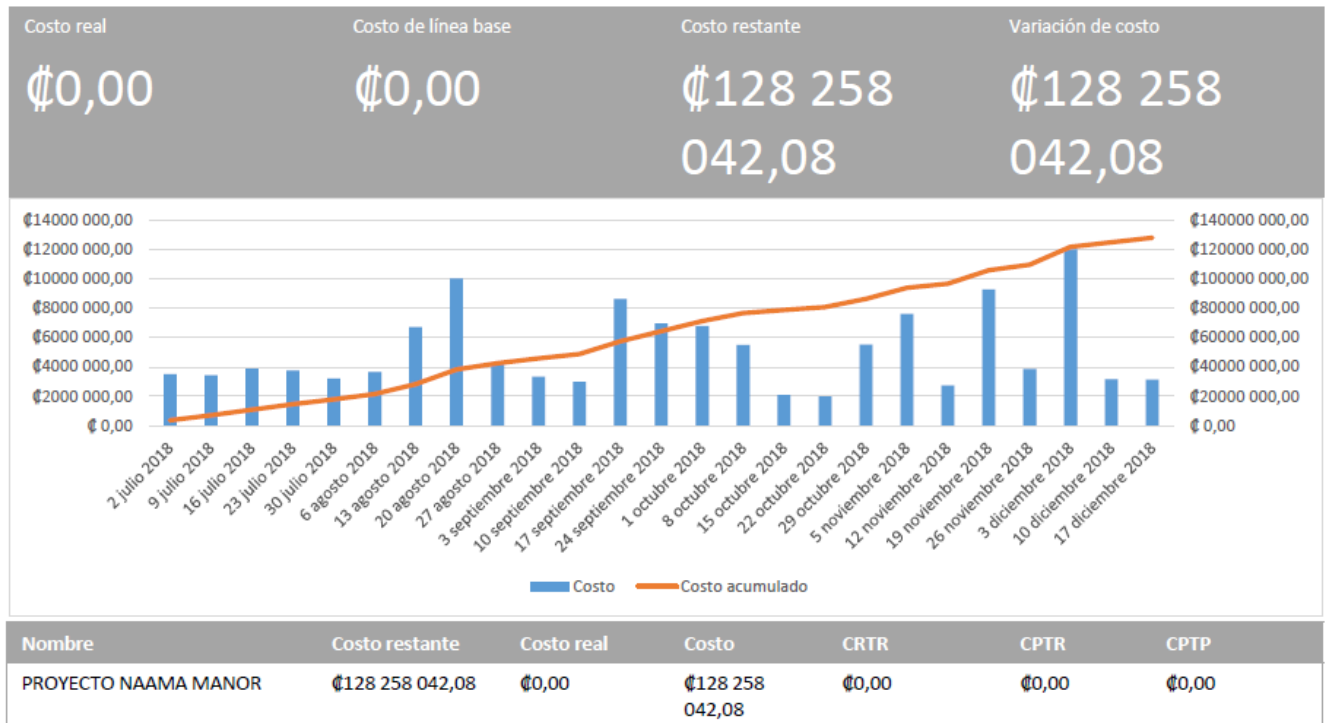 Costo real Costo de línea base Costo restante Variación de costo
₡0,00 ₡0,00 ₡128 258 ₡128 258
042,08 042,08
₡14000 000,00 ₡140000 000,00
₡12000 000,00 ₡120000 000,00
₡10000 000,00 ₡100000 000,00
₡8000 000,00 ₡80000 000,00
₡6000 000,00 ₡60000 000,00
₡4000 000,00 ₡40000 000,00
₡2000 000,00 ₡20000 000,00
₡ 0,00 ₡ 0,00
2 julio 2018
9 julio 2018
16 julio 2018
23 julio 2018
30 julio 2018
6 agosto 2018
13 agosto 2018
20 agosto 2018
27 agosto 2018
3 septiembre 2018
10 septiembre 2018
17 septiembre 2018
24 septiembre 2018
1 octubre 2018
8 octubre 2018
15 octubre 2018
22 octubre 2018
29 octubre 2018
5 noviembre 2018
12 noviembre 2018
19 noviembre 2018
26 noviembre 2018
3 diciembre 2018
10 diciembre 2018
17 diciembre 2018
Costo Costo acumulado
Nombre Costo restante Costo real Costo CRTR CPTR CPTP
PROYECTO NAAMA MANOR ₡128 258 042,08 ₡0,00 ₡128 258 ₡0,00 ₡0,00 ₡0,00
042,08